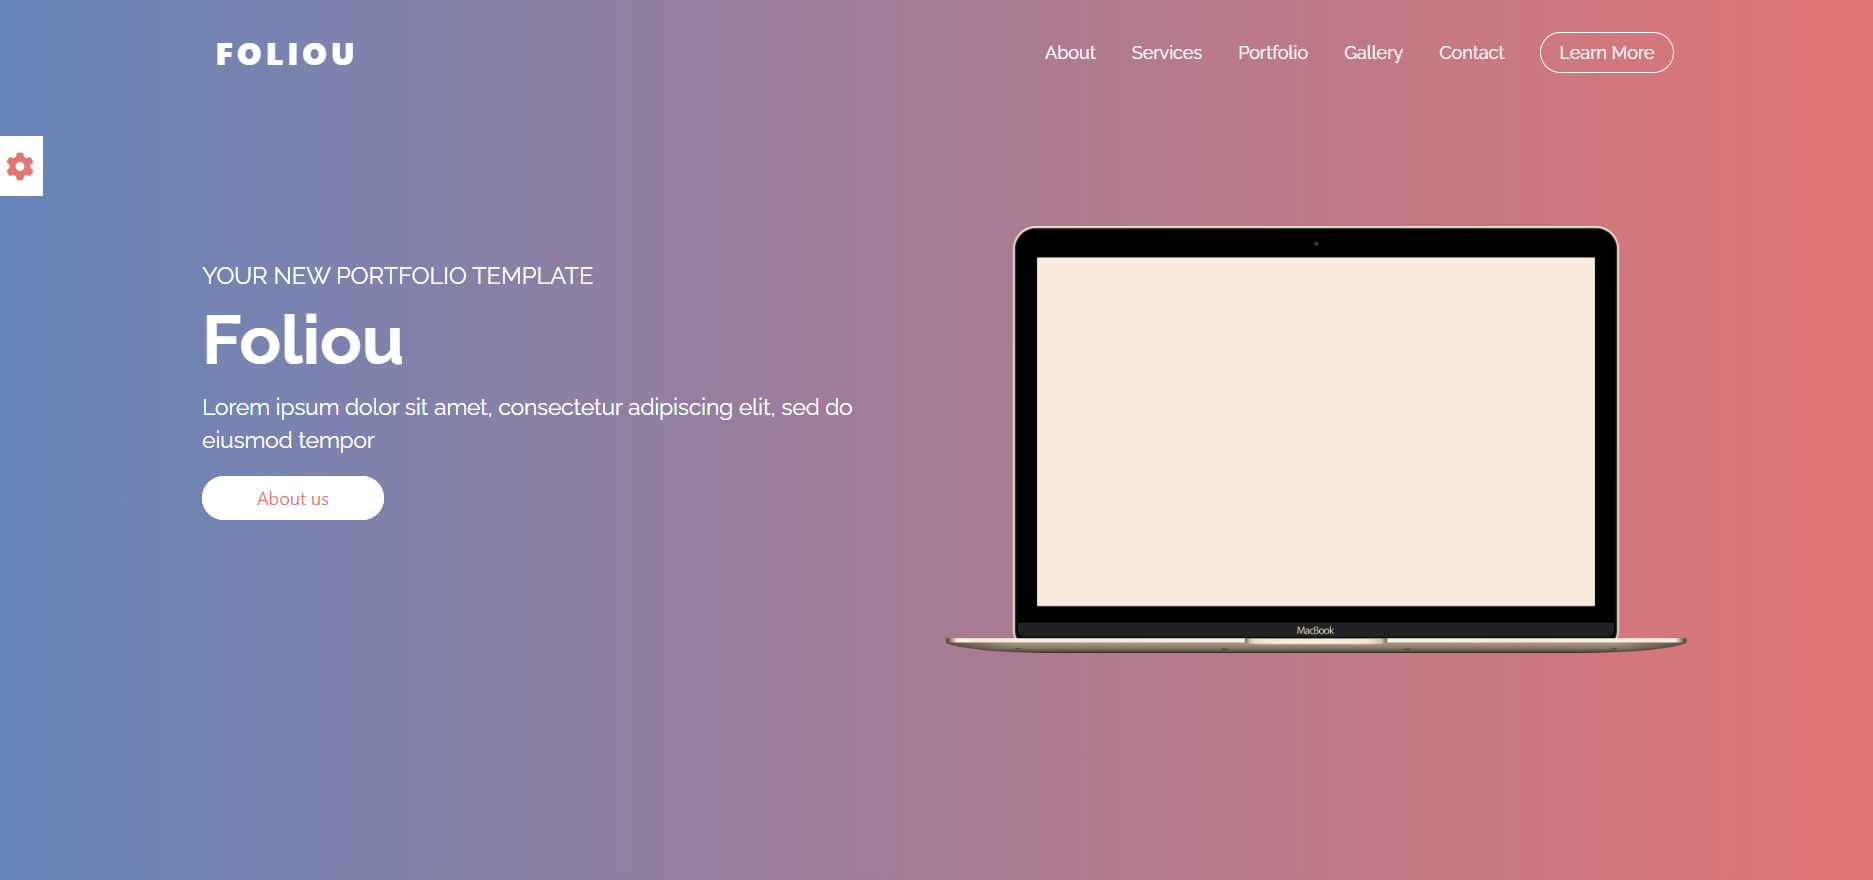 FOLIOU
About Services Portfolio Gallery Contact Learn More
YOUR NEW PORTFOLIO TEMPLATE
Foliou
Lorem ipsum dolor sit amet, consectetur adipiscing elit, sed do
eiusmod tempor
About us
MacBook